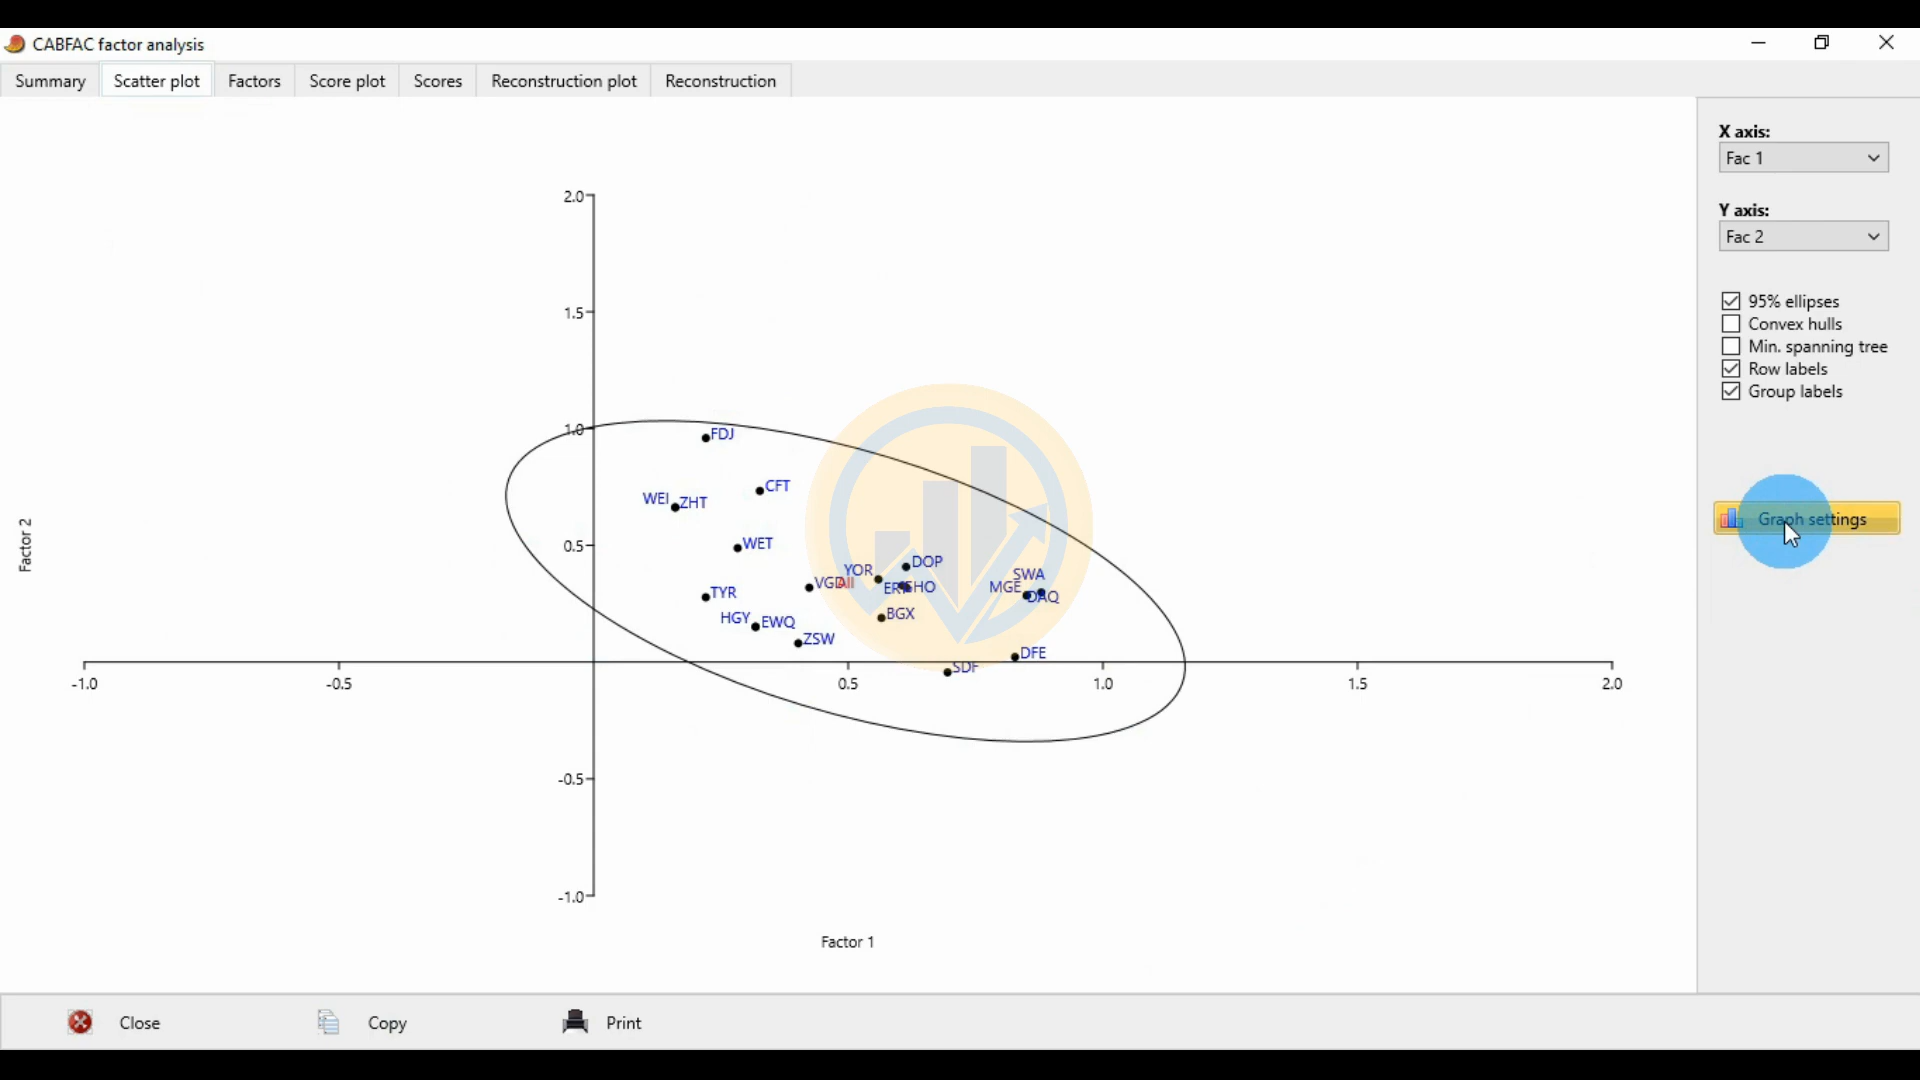 CABFAC factor analysis
Summary Scatter plot Factors Score plot Scores Reconstruction plot Reconstruction
X axis:
Fac 1
Y axis:
Fac 2
95% ellipses
Convex hulls
Min. spanning tree
Row labels
Group labels
Graph settings
2.0
1.5
1.0
FDJ
CFT
WEI ZHT
0.5
WET
DOP
YOR
SWA
VGD All
GHO
MGE
DAQ
TYR
BGX
HGY EWQ
ZSW
DFE
SDF
-1.0 -0.5 0.5 1.0 1.5 2.0
-0.5
-1.0
Factor 2
Factor 1
Close Copy Print